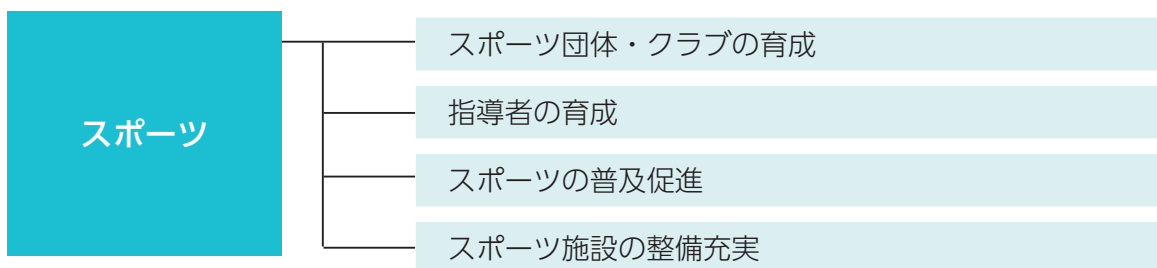 スポーツ
スポーツ団体・クラブの育成
指導者の育成
スポーツの普及促進
スポーツ施設の整備充実